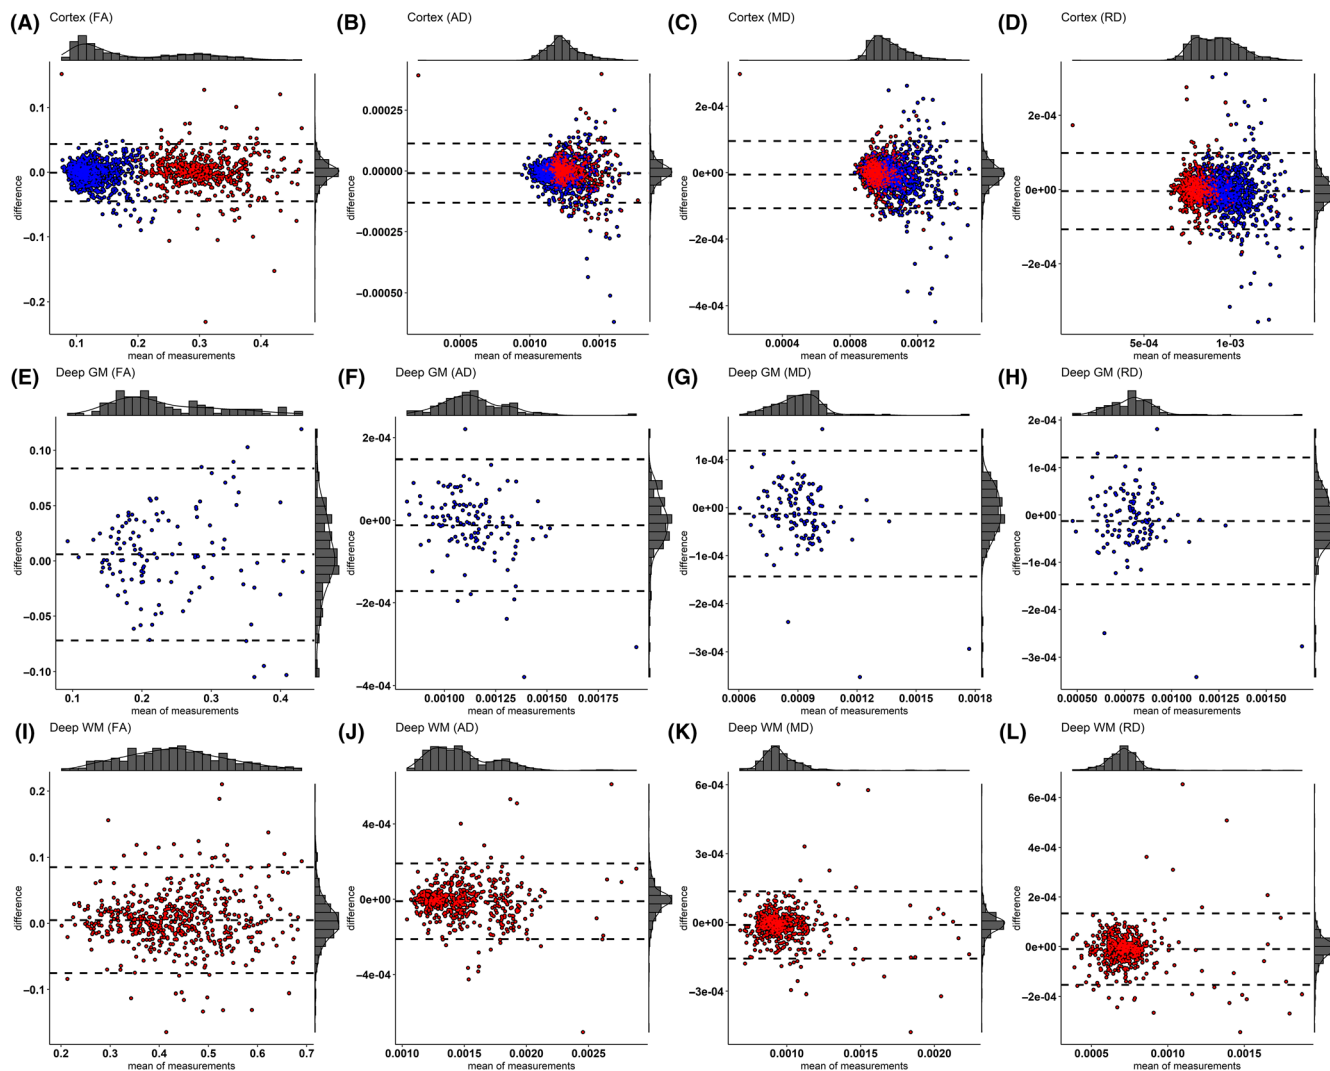 (A) Cortex (FA)
0.1
0.0
−0.1
−0.2
difference
0.1 0.2 0.3 0.4
mean of measurements
(B) Cortex (AD)
0.00025
0.00000
−0.00025
−0.00050
difference
0.0005 0.0010 0.0015
mean of measurements
(C) Cortex (MD)
2e−04
0e+00
−2e−04
−4e−04
difference
0.0004 0.0008 0.0012
mean of measurements
(D) Cortex (RD)
2e−04
0e+00
−2e−04
difference
5e−04 1e−03
mean of measurements
(E) Deep GM (FA)
0.10
0.05
0.00
−0.05
−0.10
difference
0.1 0.2 0.3 0.4
mean of measurements
(F) Deep GM (AD)
2e−04
0e+00
−2e−04
−4e−04
difference
0.00100 0.00125 0.00150 0.00175
mean of measurements
(G) Deep GM (MD)
1e−04
0e+00
−1e−04
−2e−04
−3e−04
difference
0.0006 0.0009 0.0012 0.0015 0.0018
mean of measurements
(H) Deep GM (RD)
2e−04
1e−04
0e+00
−1e−04
−2e−04
−3e−04
difference
0.00050 0.00075 0.00100 0.00125 0.00150
mean of measurements
(I) Deep WM (FA)
0.2
0.1
0.0
−0.1
difference
0.2 0.3 0.4 0.5 0.6 0.7
mean of measurements
(J) Deep WM (AD)
4e−04
0e+00
−4e−04
difference
0.0010 0.0015 0.0020 0.0025
mean of measurements
(K) Deep WM (MD)
6e−04
3e−04
0e+00
−3e−04
difference
0.0010 0.0015 0.0020
mean of measurements
(L) Deep WM (RD)
6e−04
4e−04
2e−04
0e+00
−2e−04
difference
0.0005 0.0010 0.0015
mean of measurements